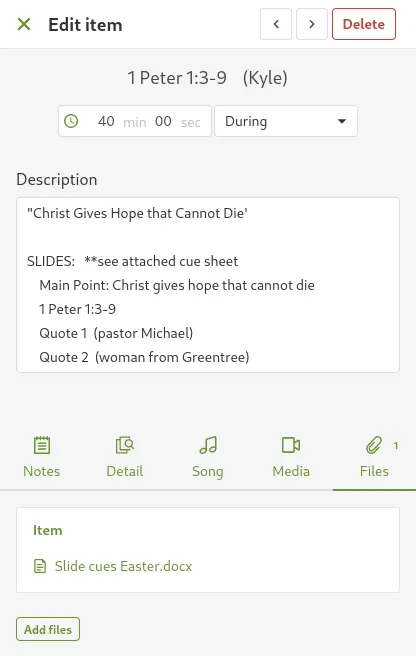 Edit item
Delete
1 Peter 1:3-9 (Kyle)
40 min 00 sec During
Description
"Christ Gives Hope that Cannot Die'
SLIDES: **see attached cue sheet
Main Point: Christ gives hope that cannot die
1 Peter 1:3-9
Quote 1 (pastor Michael)
Quote 2 (woman from Greentree)
Notes Detail Song Media Files 1
Item
Slide cues Easter.docx
Add files